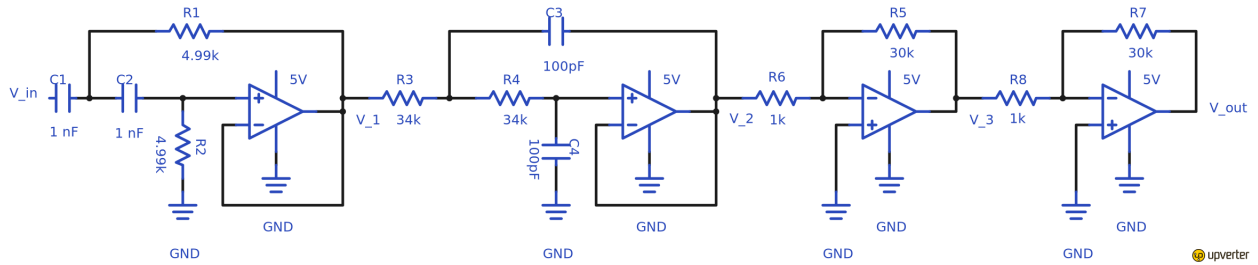 R1
4.99k
C1
1 nF
V_in
C2
1 nF
R2
4.99k
5V
GND
GND
V_1
R3
34k
R4
34k
C3
100pF
C4
100pF
5V
GND
GND
V_2
R6
1k
R5
30k
5V
GND
GND
V_3
R8
1k
R7
30k
5V
GND
GND
V_out
upverter